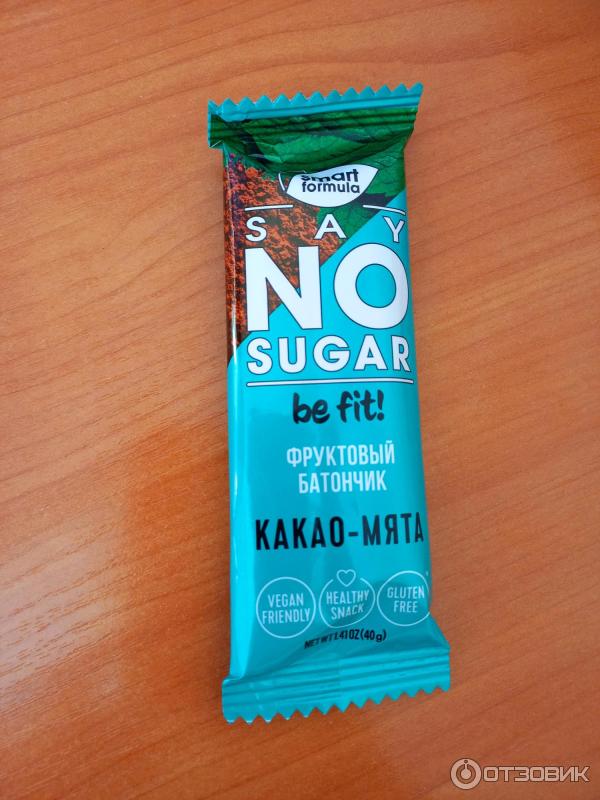 smart
formula
SAY
NO
SUGAR
be fit!
ФРУКТОВЫЙ
БАТОНЧИК
КАКАО-МЯТА
VEGAN
FRIENDLY
HEALTHY
SNACK
GLUTEN
FREE
NET WT.1.41 OZ (40g)
ОТЗОВИК